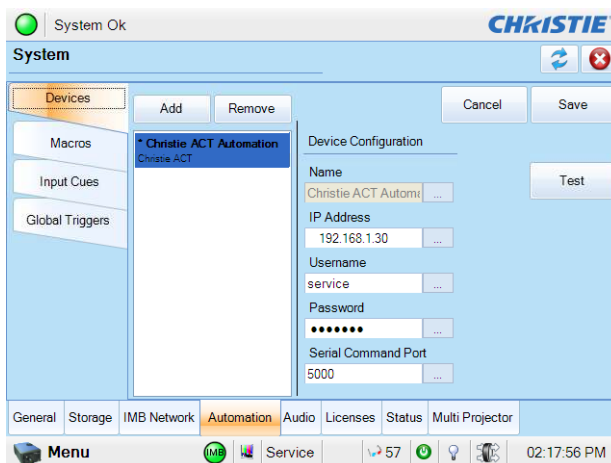 System Ok
CHRISTIE
System
Devices
Macros
Input Cues
Global Triggers
Add
Remove
Cancel
Save
* Christie ACT Automation
Christie ACT
Device Configuration
Name
Christie ACT Automa
...
Test
IP Address
192.168.1.30
...
Username
service
...
Password
•••••••
...
Serial Command Port
5000
...
General
Storage
IMB Network
Automation
Audio
Licenses
Status
Multi Projector
Menu
IMB
Service
57
02:17:56 PM